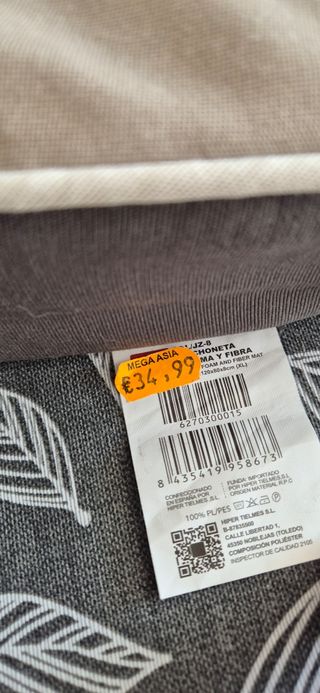 MEGA ASIA
€34,99
JZ-8
CHONETA
MA Y FIBRA
FOAM AND FIBER MAT
120x80x8cm (XL)
6270300015
8 435419 958673
CONFECCIONADO
EN ESPAÑA POR
HIPER TIELMES S.L.
FUNDA: IMPORTADO
POR HIPER TIELMES,S.L
ORIGEN MATERIAL R.P.C
100% PL/PES
HIPER TIELMES S.L.
B-87835500
CALLE LIBERTAD 1,
45350 NOBLEJAS (TOLEDO)
COMPOSICIÓN POLIÉSTER
INSPECTOR DE CALIDAD 2105